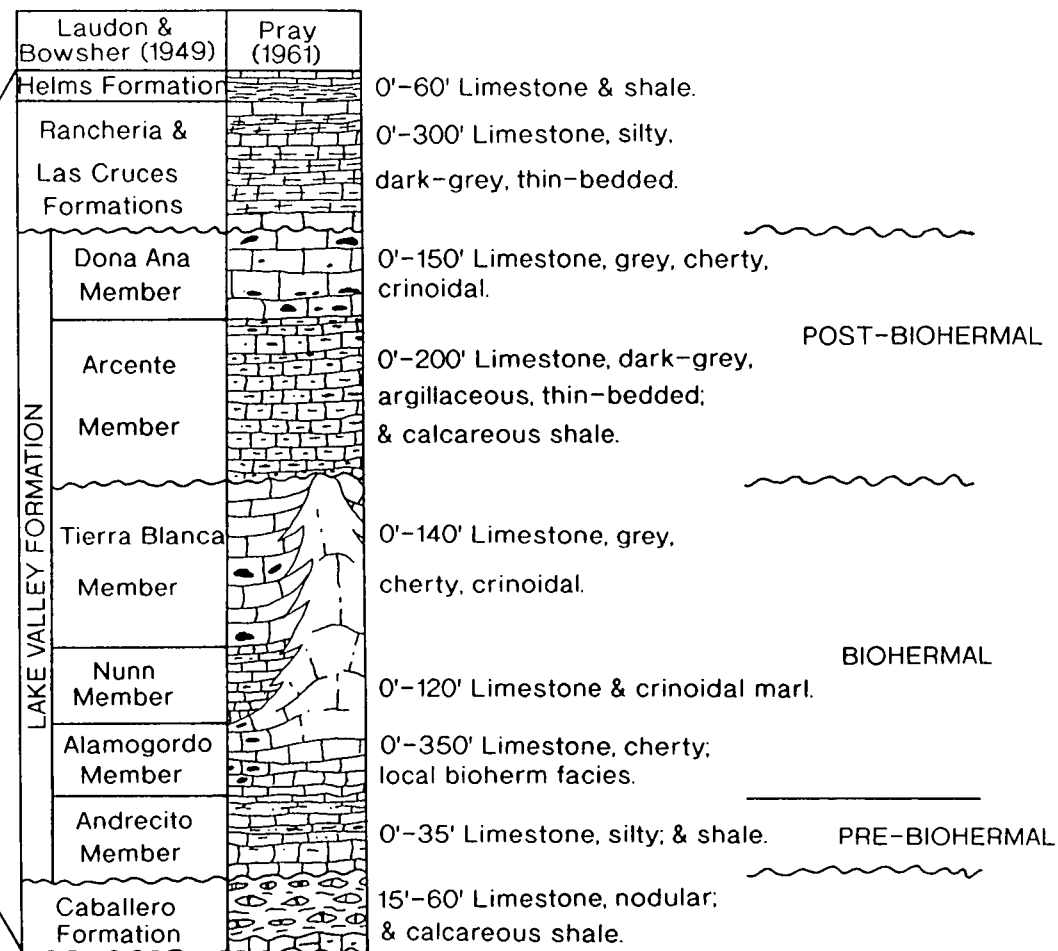 Laudon &
Bowsher (1949)
Pray
(1961)
Helms Formation
0'-60' Limestone & shale.
Rancheria &
Las Cruces
Formations
0'-300' Limestone, silty,
dark-grey, thin-bedded.
LAKE VALLEY FORMATION
Dona Ana
Member
0'-150' Limestone, grey, cherty,
crinoidal.
POST-BIOHERMAL
Arcente
Member
0'-200' Limestone, dark-grey,
argillaceous, thin-bedded;
& calcareous shale.
Tierra Blanca
Member
0'-140' Limestone, grey,
cherty, crinoidal.
BIOHERMAL
Nunn
Member
0'-120' Limestone & crinoidal marl.
Alamogordo
Member
0'-350' Limestone, cherty;
local bioherm facies.
Andrecito
Member
0'-35' Limestone, silty; & shale.
PRE-BIOHERMAL
Caballero
Formation
15'-60' Limestone, nodular;
& calcareous shale.